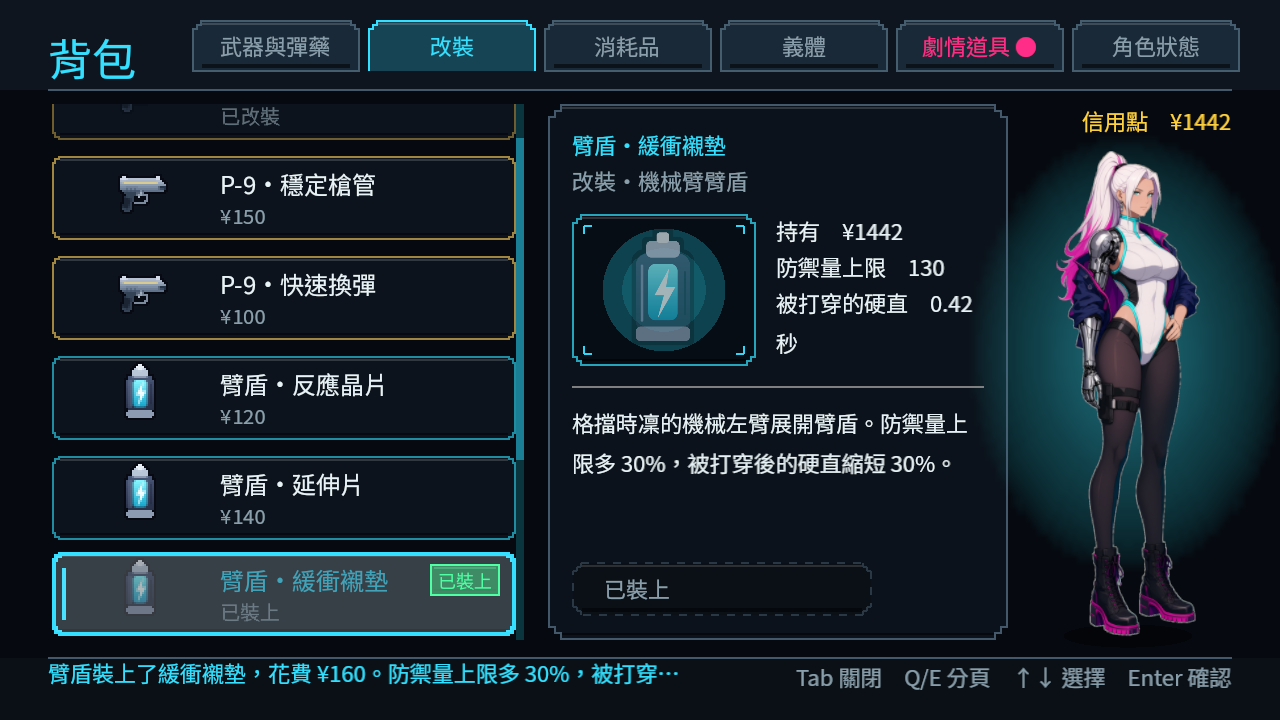 背包
武器與彈藥
改裝
消耗品
義體
劇情道具
角色狀態
已改裝
P-9・穩定槍管
¥150
P-9・快速換彈
¥100
臂盾・反應晶片
¥120
臂盾・延伸片
¥140
臂盾・緩衝襯墊
已裝上
已裝上
臂盾・緩衝襯墊
改裝・機械臂臂盾
持有 ¥1442
防禦量上限 130
被打穿的硬直 0.42
秒
格擋時凛的機械左臂展開臂盾。防禦量上
限多 30%，被打穿後的硬直縮短 30%。
已裝上
信用點 ¥1442
臂盾裝上了緩衝襯墊，花費 ¥160。防禦量上限多 30%，被打穿⋯
Tab 關閉 Q/E 分頁 ↑↓ 選擇 Enter 確認